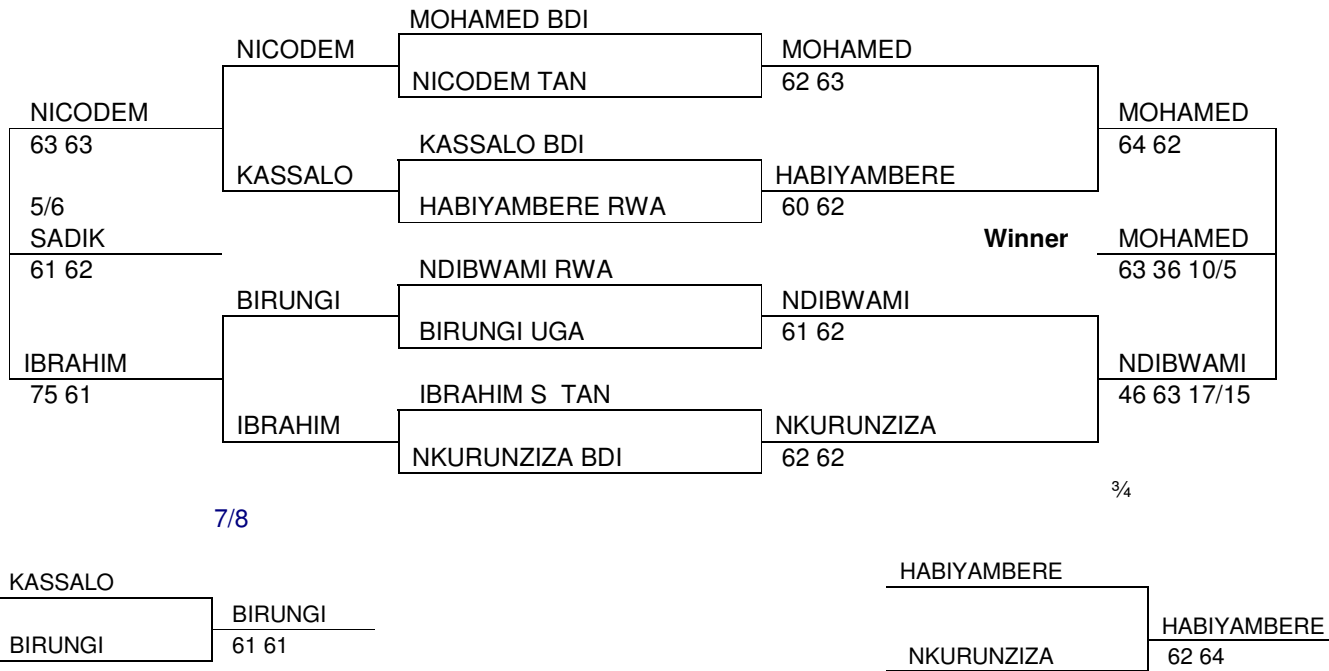 MOHAMED BDI
NICODEM MOHAMED
NICODEM TAN 62 63
NICODEM MOHAMED
63 63 KASSALO BDI 64 62
KASSALO HABIYAMBERE
5/6 HABIYAMBERE RWA 60 62
SADIK Winner MOHAMED
61 62 NDIBWAMI RWA 63 36 10/5
BIRUNGI NDIBWAMI
BIRUNGI UGA 61 62
IBRAHIM NDIBWAMI
75 61 IBRAHIM S TAN 46 63 17/15
IBRAHIM NKURUNZIZA
NKURUNZIZA BDI 62 62
¾
7/8
KASSALO HABIYAMBERE
BIRUNGI HABIYAMBERE
BIRUNGI 61 61 NKURUNZIZA 62 64